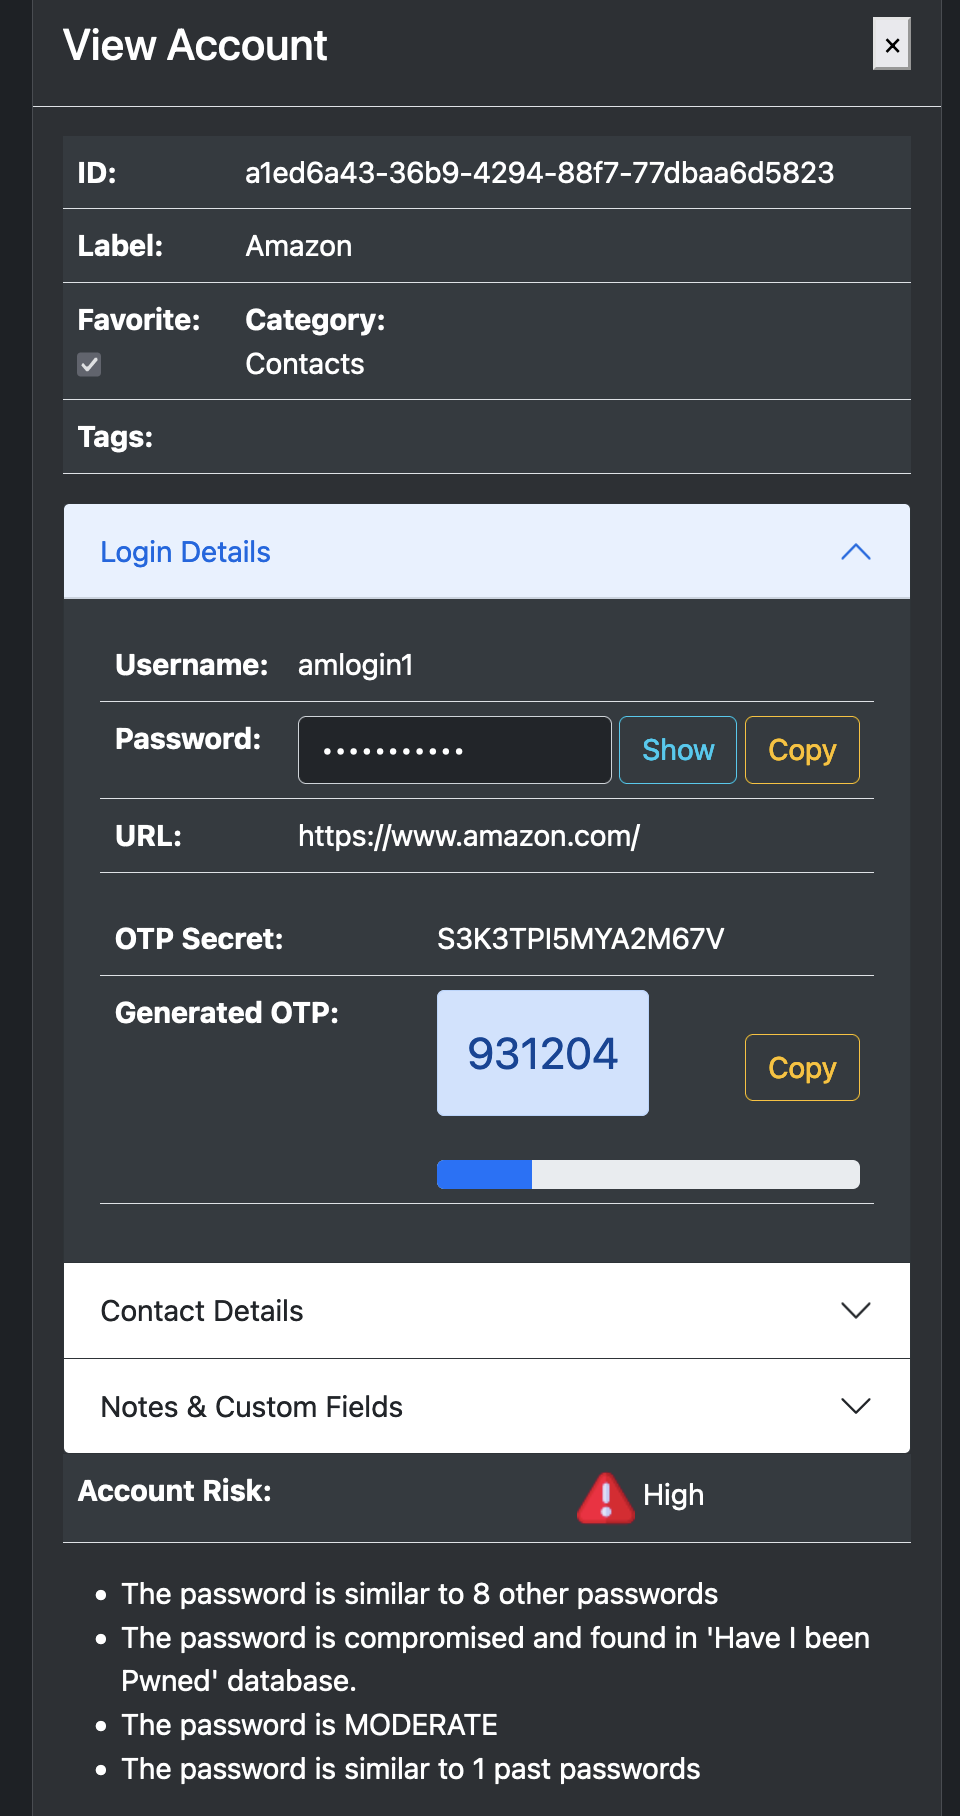 View Account
×
ID: a1ed6a43-36b9-4294-88f7-77dbaa6d5823
Label: Amazon
Favorite: Category:
Contacts
Tags:
Login Details
Username: amlogin1
Password: ••••••••••• Show Copy
URL: https://www.amazon.com/
OTP Secret: S3K3TPI5MYA2M67V
Generated OTP: 931204 Copy
Contact Details
Notes & Custom Fields
Account Risk: High
• The password is similar to 8 other passwords
• The password is compromised and found in 'Have I been
Pwned' database.
• The password is MODERATE
• The password is similar to 1 past passwords